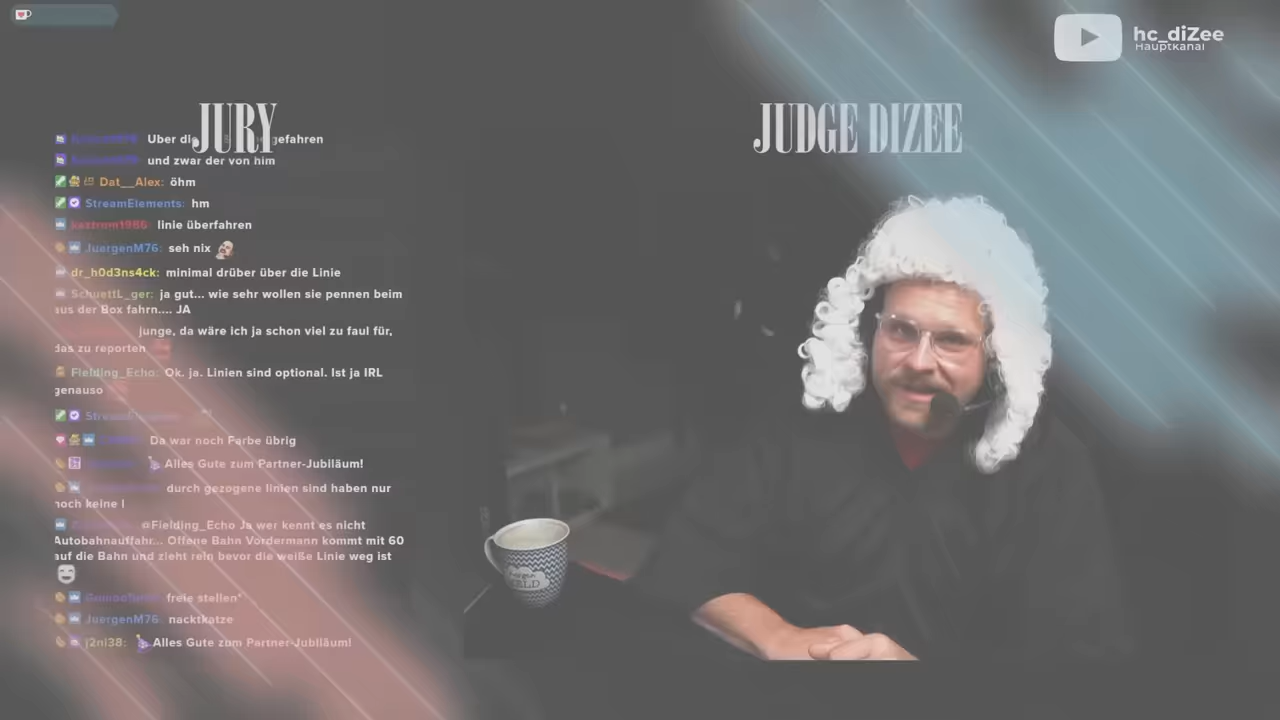 hc_diZee
Hauptkanal
JURY
JUDGE DIZEE
Über die gefahren
und zwar der von him
Dat__Alex: öhm
StreamElements: hm
kaztrom1986 linie überfahren
JuergenM76: seh nix
dr_h0d3ns4ck: minimal drüber über die Linie
SchuettL_ger: ja gut... wie sehr wollen sie pennen beim
aus der Box fahrn.... JA
junge, da wäre ich ja schon viel zu faul für,
das zu reporten
Fielding_Echo: Ok. ja. Linien sind optional. Ist ja IRL
genauso
Da war noch Farbe übrig
Alles Gute zum Partner-Jubiläum!
durch gezogene linien sind haben nur
noch keine l
@Fielding_Echo Ja wer kennt es nicht
Autobahnauffahr... Offene Bahn Vordermann kommt mit 60
auf die Bahn und zieht rein bevor die weiße Linie weg ist
freie stellen*
JuergenM76: nacktkatze
j2ni38: Alles Gute zum Partner-Jubiläum!